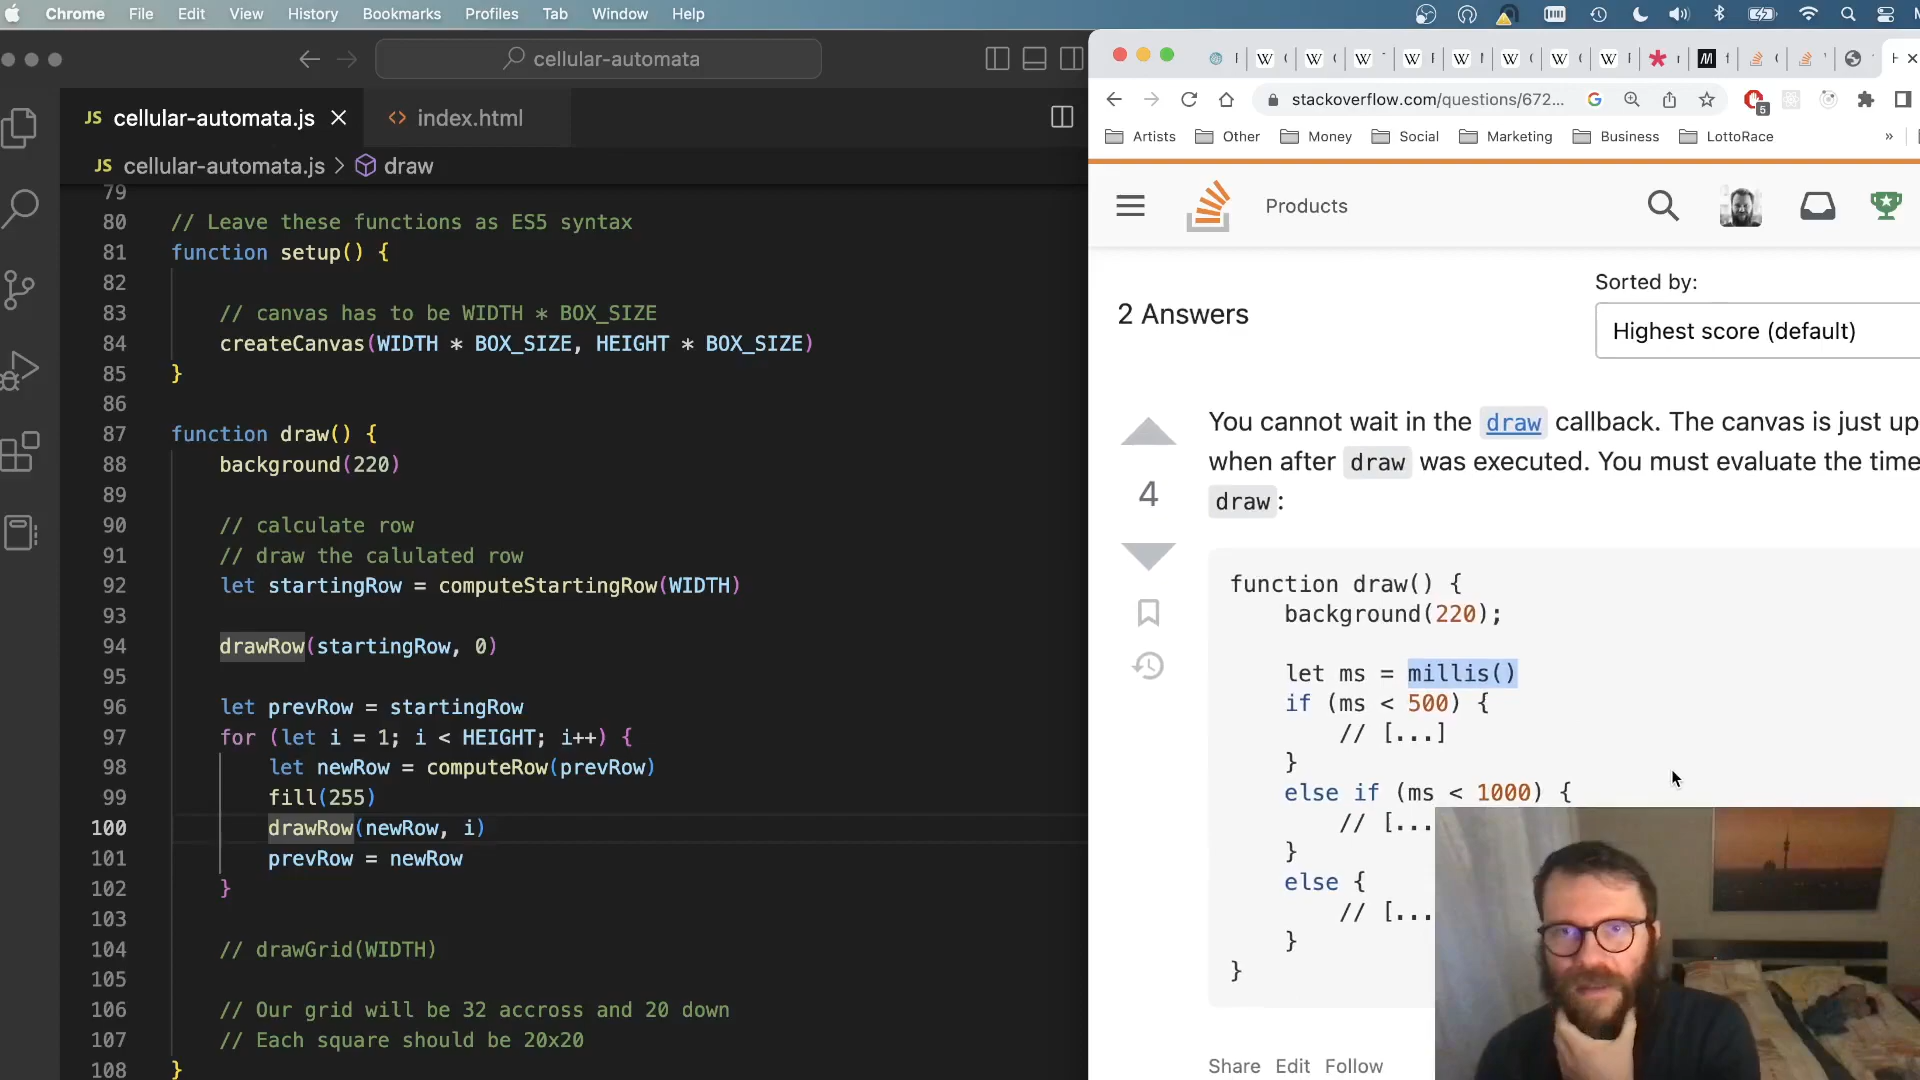 Chrome File Edit View History Bookmarks Profiles Tab Window Help
cellular-automata
JS cellular-automata.js
<> index.html
JS cellular-automata.js > draw
79
80 // Leave these functions as ES5 syntax
81 function setup() {
82
83 // canvas has to be WIDTH * BOX_SIZE
84 createCanvas(WIDTH * BOX_SIZE, HEIGHT * BOX_SIZE)
85 }
86
87 function draw() {
88 background(220)
89
90 // calculate row
91 // draw the calulated row
92 let startingRow = computeStartingRow(WIDTH)
93
94 drawRow(startingRow, 0)
95
96 let prevRow = startingRow
97 for (let i = 1; i < HEIGHT; i++) {
98 let newRow = computeRow(prevRow)
99 fill(255)
100 drawRow(newRow, i)
101 prevRow = newRow
102 }
103
104 // drawGrid(WIDTH)
105
106 // Our grid will be 32 accross and 20 down
107 // Each square should be 20x20
108 }
stackoverflow.com/questions/672...
5
Artists Other Money Social Marketing Business LottoRace »
Products
Sorted by:
2 Answers
Highest score (default)
You cannot wait in the draw callback. The canvas is just up
when after draw was executed. You must evaluate the time
draw:
4
function draw() {
background(220);
let ms = millis()
if (ms < 500) {
// [...]
}
else if (ms < 1000) {
// [...
}
else {
// [...
}
}
Share Edit Follow